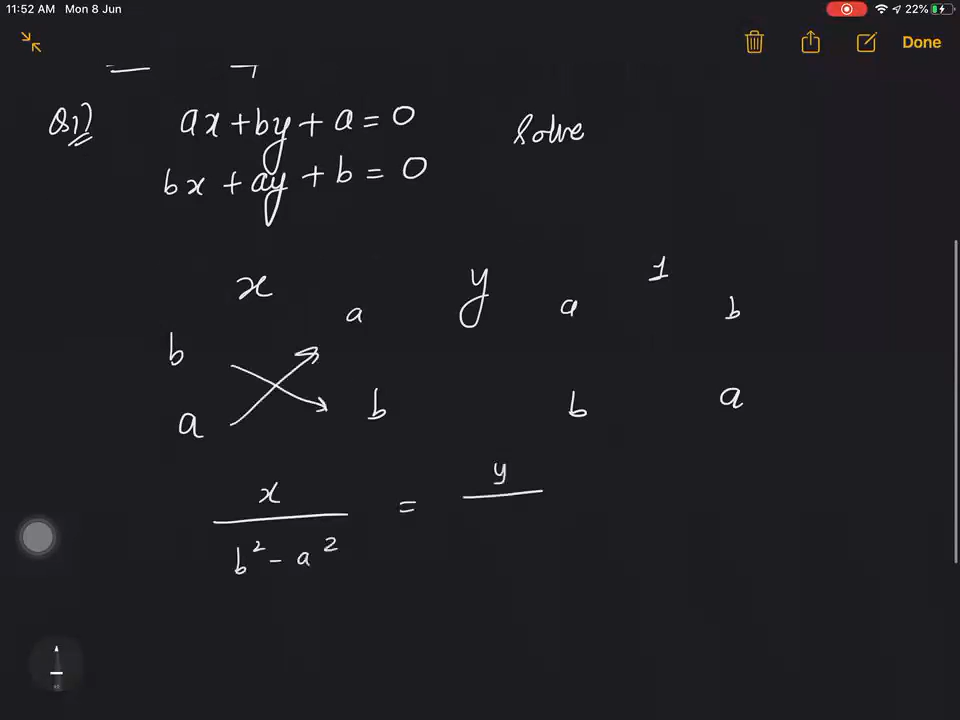 11:52 AM Mon 8 Jun 22%
Done
Q1) ax + by + a = 0 Solve
bx + ay + b = 0
x y 1
b a a b
a b b a
x / b² - a² = y /